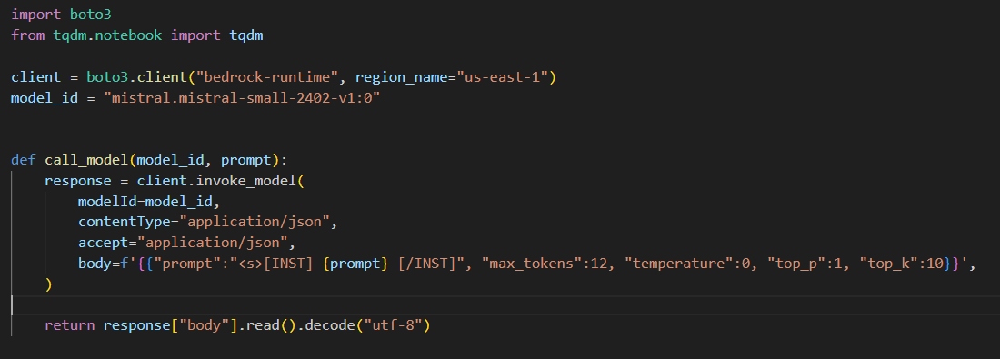 import boto3
from tqdm.notebook import tqdm
client = boto3.client("bedrock-runtime", region_name="us-east-1")
model_id = "mistral.mistral-small-2402-v1:0"
def call_model(model_id, prompt):
    response = client.invoke_model(
        modelId=model_id,
        contentType="application/json",
        accept="application/json",
        body=f'{{"prompt":"<s>[INST] {prompt} [/INST]", "max_tokens":12, "temperature":0, "top_p":1, "top_k":10}}',
    )
    return response["body"].read().decode("utf-8")